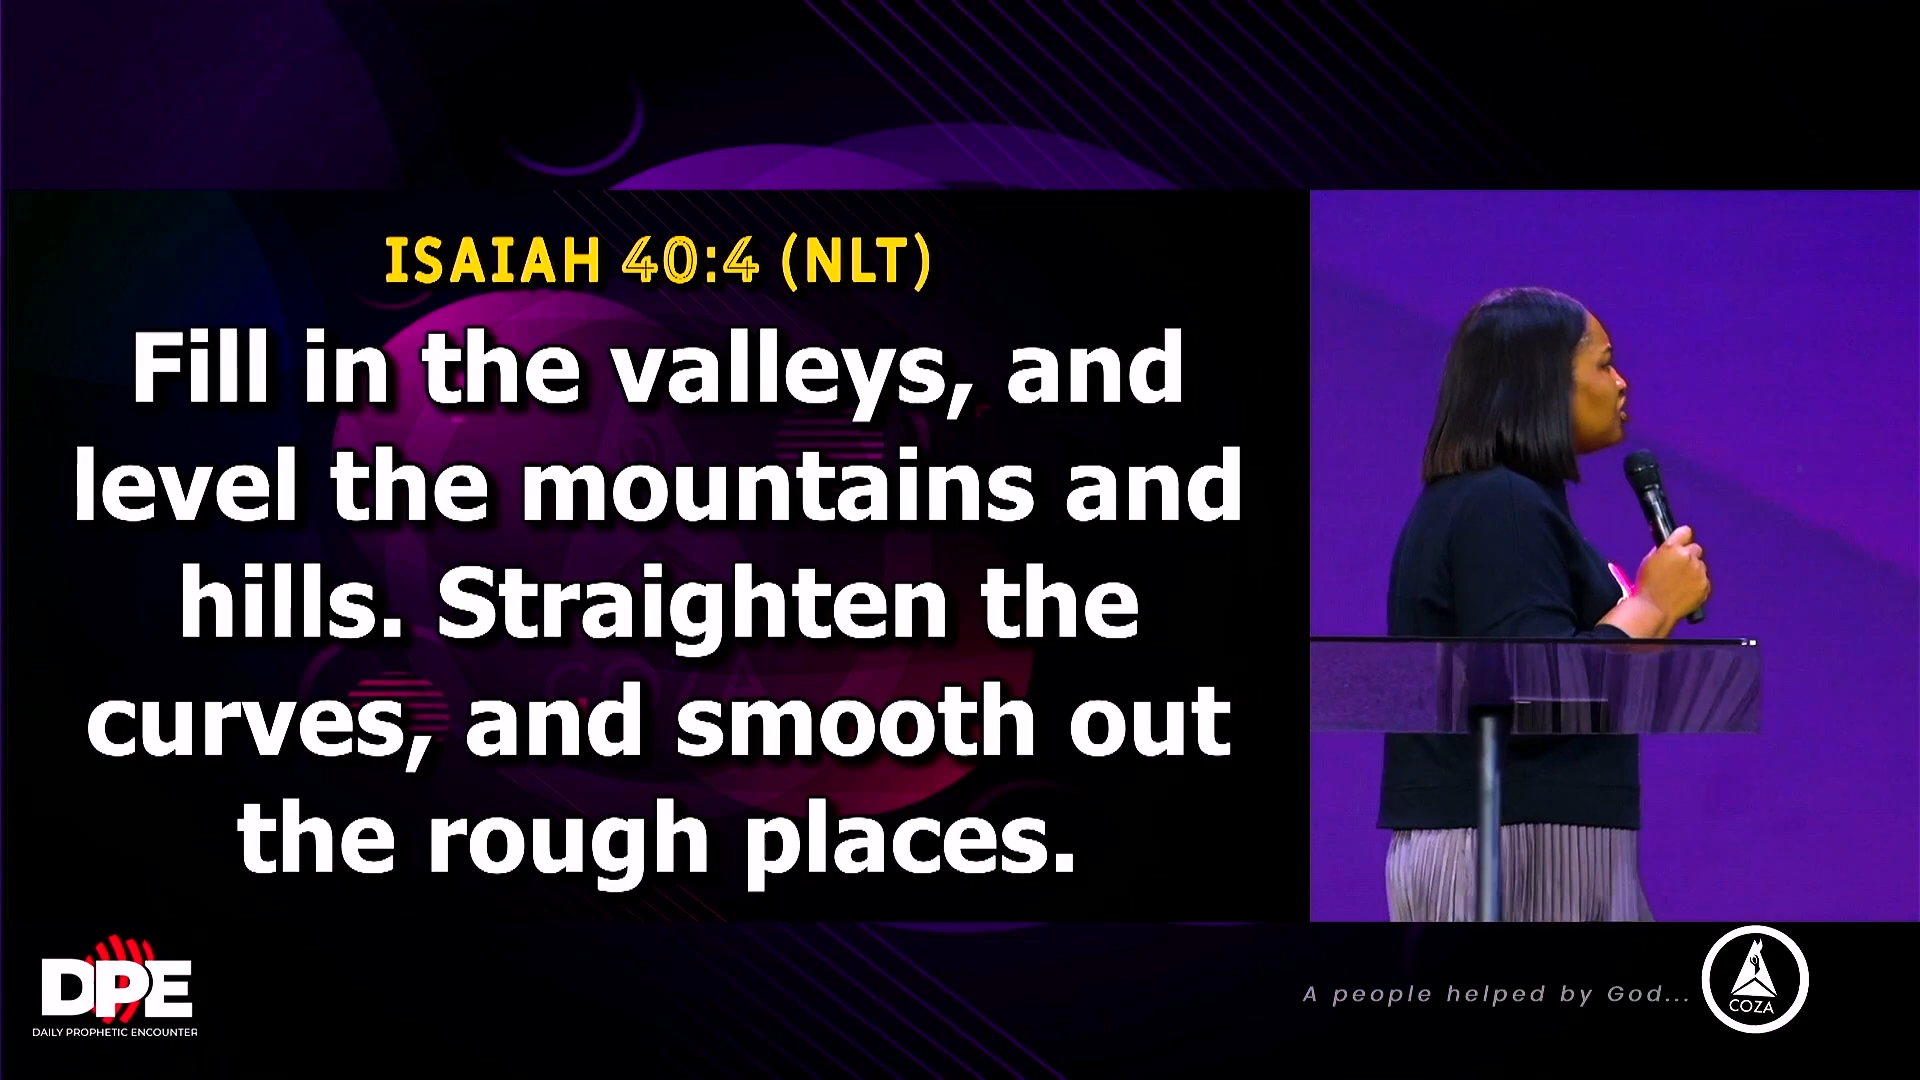 ISAIAH 40:4 (NLT)
Fill in the valleys, and
level the mountains and
hills. Straighten the
curves, and smooth out
the rough places.
DPE
DAILY PROPHETIC ENCOUNTER
A people helped by God...
COZA